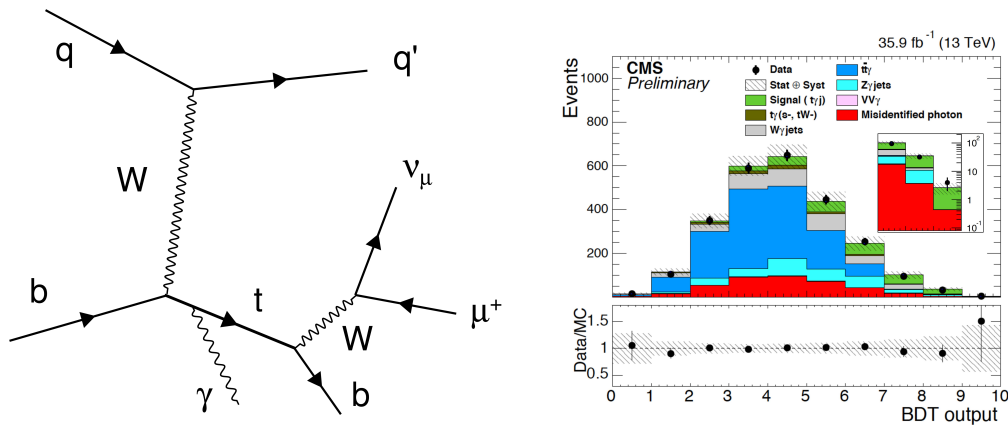 q
q'
W
ν_μ
b
t
μ⁺
W
γ
b
35.9 fb⁻¹ (13 TeV)
CMS
Preliminary
Data
Stat ⊕ Syst
Signal ( tγj)
tγ(s-, tW-)
Wγjets
tt̄γ
Zγjets
VVγ
Misidentified photon
Events
1000
800
600
400
200
10²
10
1
10⁻¹
Data/MC
1.5
1
0.5
0 1 2 3 4 5 6 7 8 9 10
BDT output